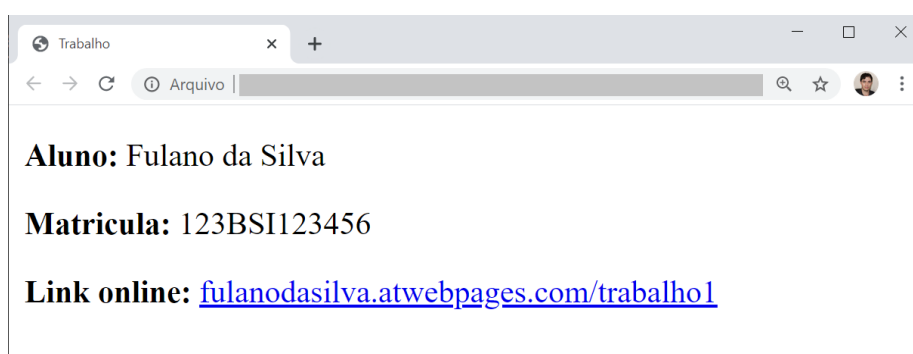 Trabalho
Arquivo
Aluno: Fulano da Silva
Matricula: 123BSI123456
Link online: fulanodasilva.atwebpages.com/trabalho1